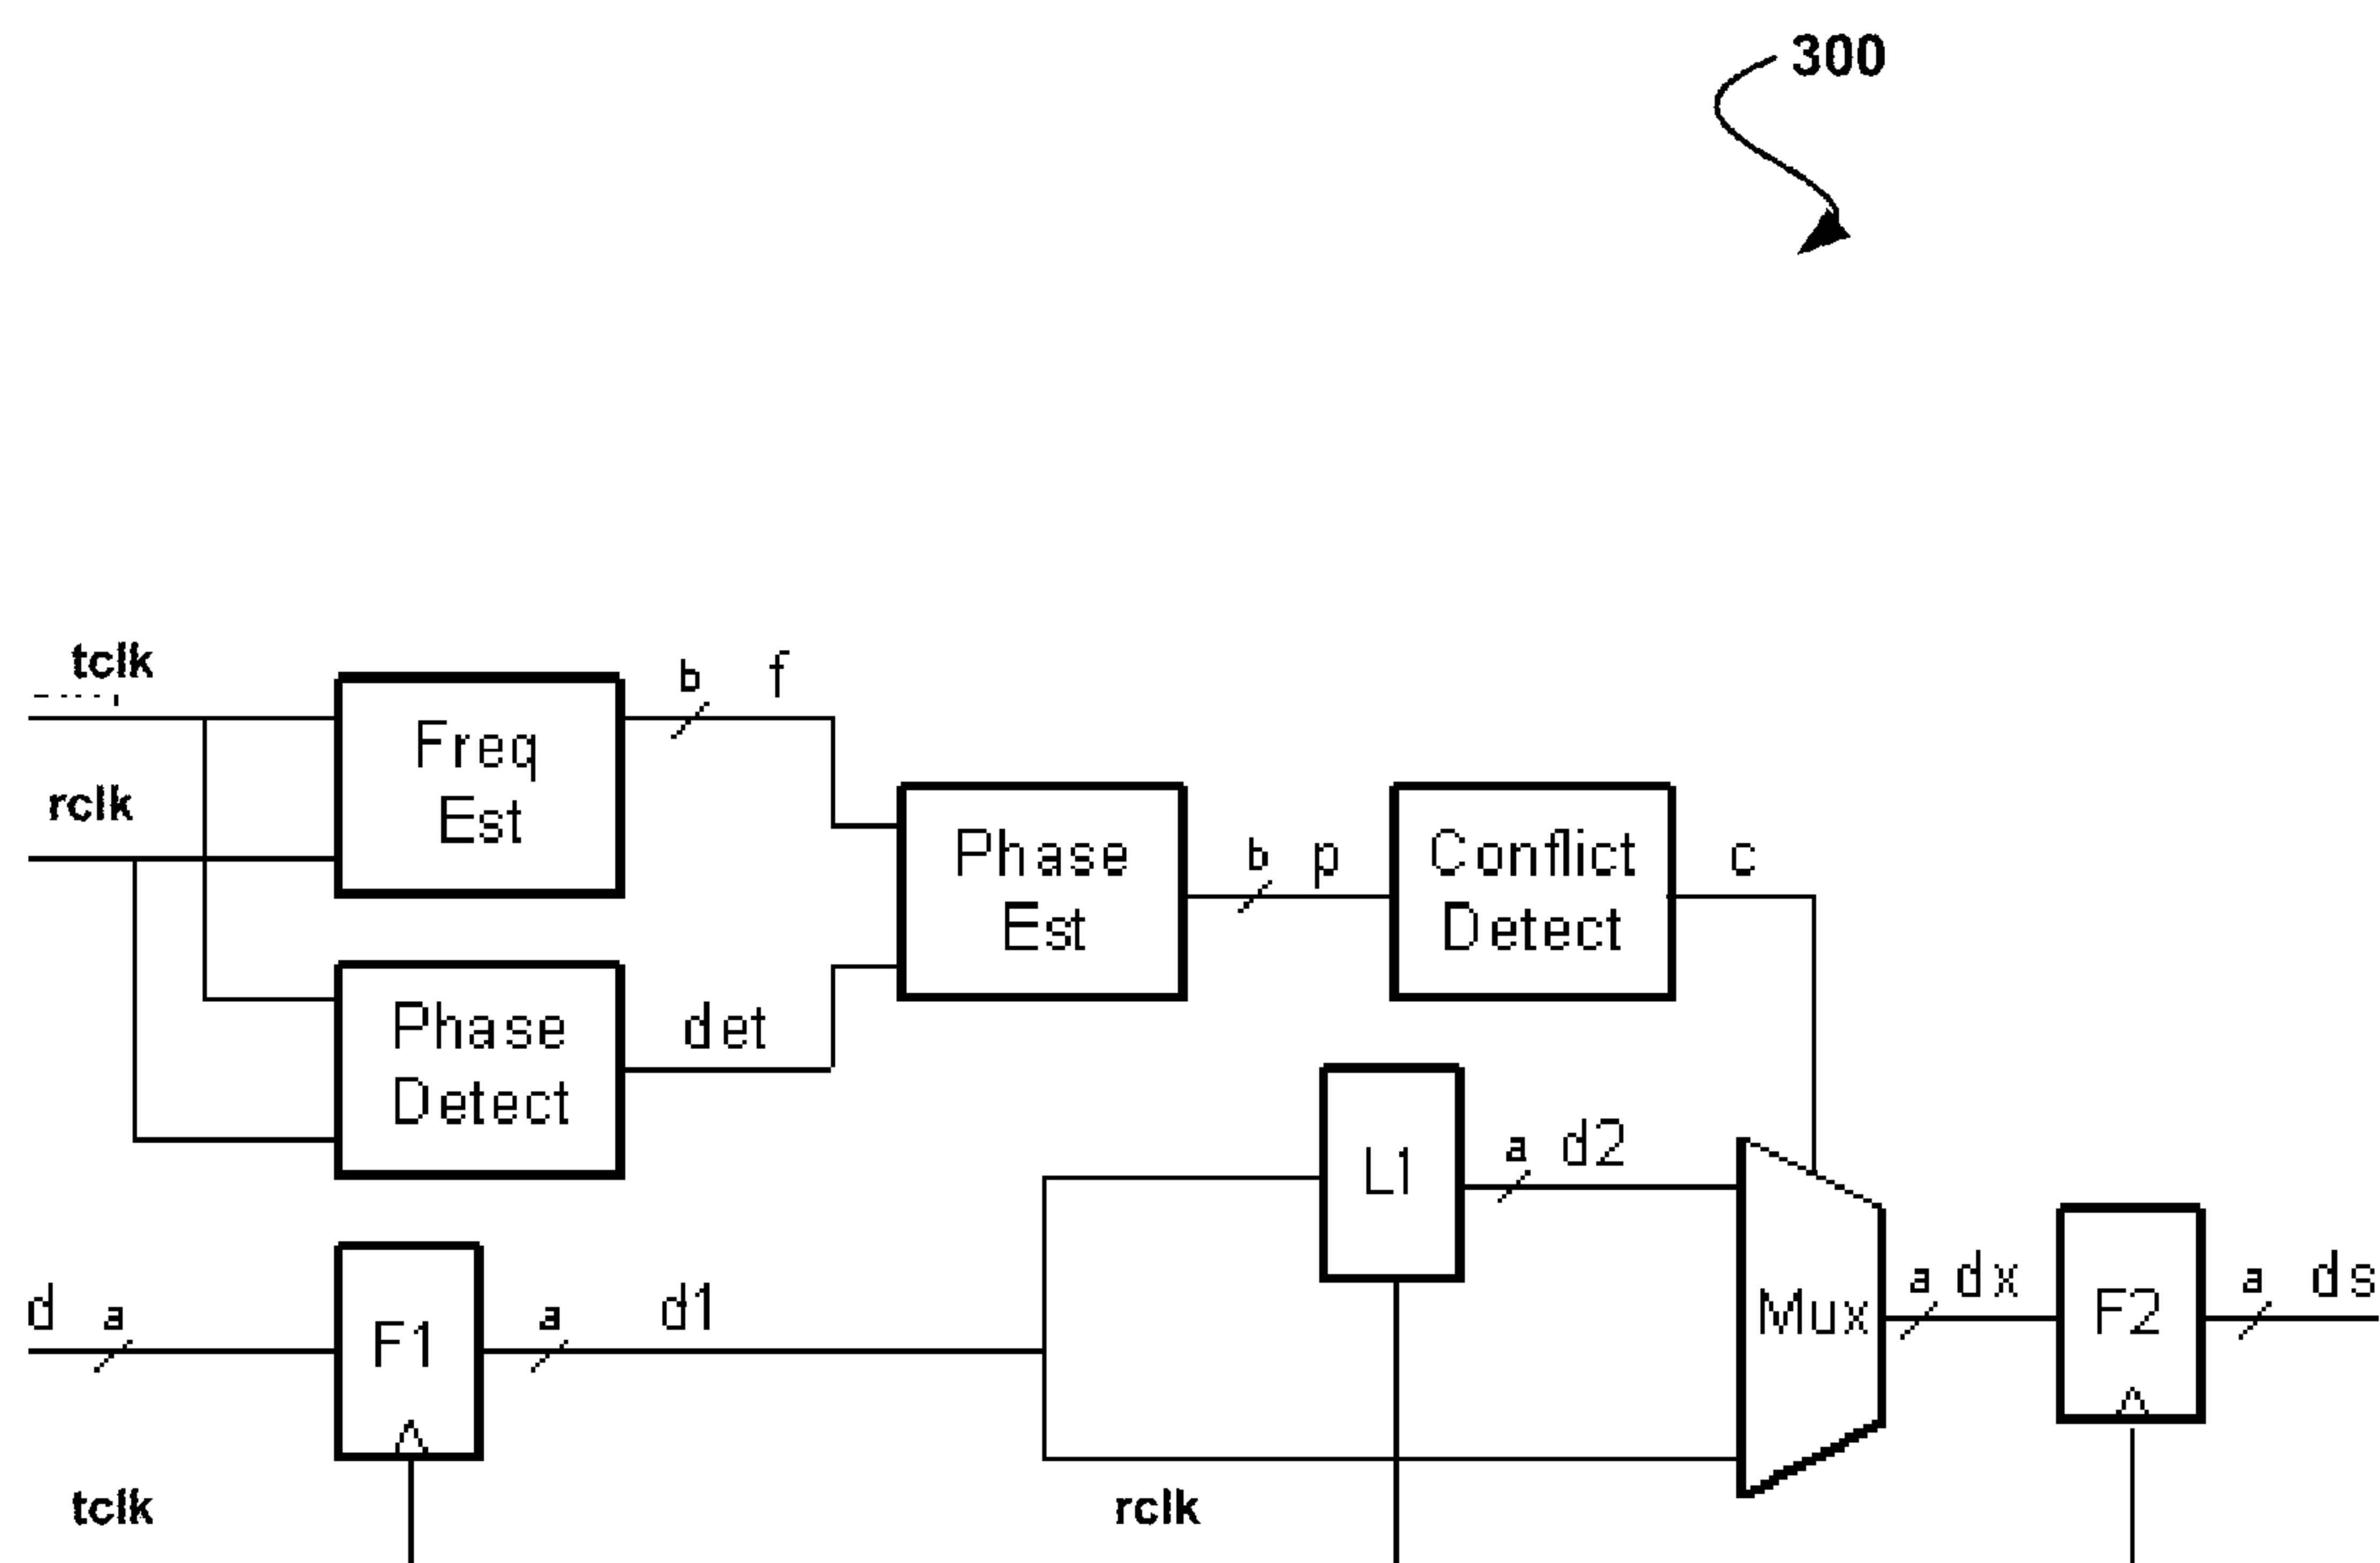 300
tclk
b f
Freq
Est
rclk
Phase
Est
b p
Conflict
Detect
c
Phase
Detect
det
L1
a d2
d a
F1
a d1
Mux
a dx
F2
a ds
tclk
rclk